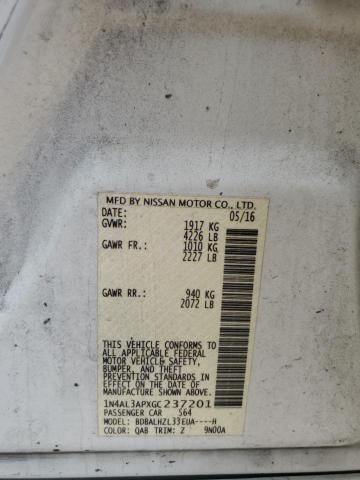 MFD BY NISSAN MOTOR CO., LTD.
DATE: 05/16
GVWR: 1917 KG
4226 LB
GAWR FR.: 1010 KG
2227 LB
GAWR RR.: 940 KG
2072 LB
THIS VEHICLE CONFORMS TO
ALL APPLICABLE FEDERAL
MOTOR VEHICLE SAFETY,
BUMPER, AND THEFT
PREVENTION STANDARDS
IN EFFECT ON THE DATE OF
MANUFACTURE SHOWN ABOVE.
1N4AL3APXGC237201
PASSENGER CAR 564
MODEL: BDBALHZL33EUA----H
COLOR: QAB TRIM: Z 9N00A